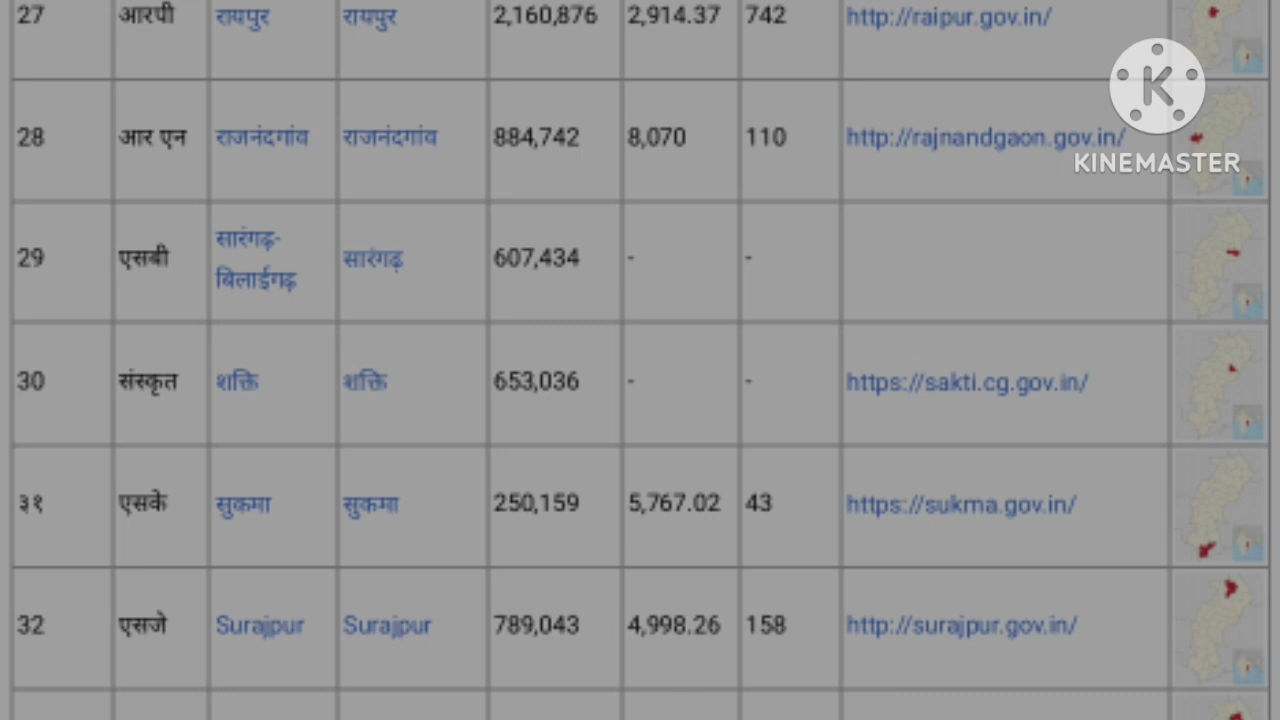 27 आरपी रायपुर रायपुर 2,160,876 2,914.37 742 http://raipur.gov.in/
28 आर एन राजनंदगांव राजनंदगांव 884,742 8,070 110 http://rajnandgaon.gov.in/
KINEMASTER
29 एसबी सारंगढ़- सारंगढ़ 607,434 - -
बिलाईगढ़
30 संस्कृत शक्ति शक्ति 653,036 - - https://sakti.cg.gov.in/
३१ एसके सुकमा सुकमा 250,159 5,767.02 43 https://sukma.gov.in/
32 एसजे Surajpur Surajpur 789,043 4,998.26 158 http://surajpur.gov.in/